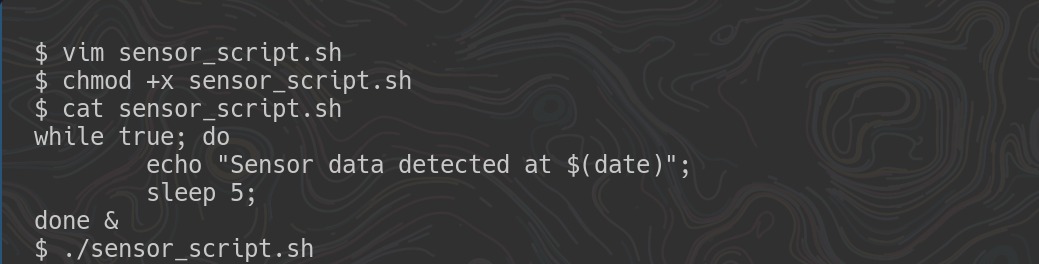 $ vim sensor_script.sh
$ chmod +x sensor_script.sh
$ cat sensor_script.sh
while true; do
        echo "Sensor data detected at $(date)";
        sleep 5;
done &
$ ./sensor_script.sh